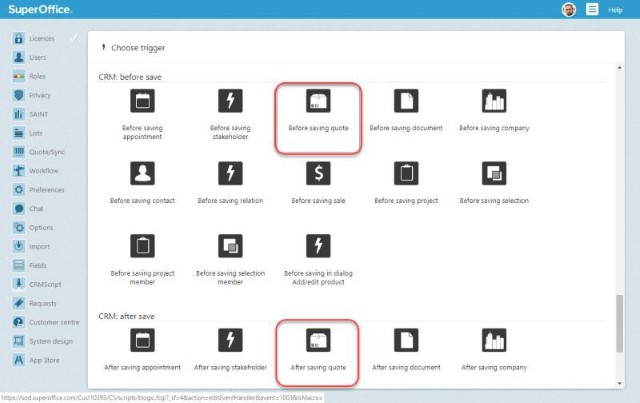 SuperOffice.
Help
Licences
Users
Roles
Privacy
SAINT
Lists
Quote/Sync
Workflow
Preferences
Chat
Options
Import
Fields
CRMScript
Requests
Customer centre
System design
App Store
Choose trigger
CRM: before save
Before saving
appointment
Before saving
stakeholder
Before saving quote
Before saving document
Before saving company
Before saving contact
Before saving relation
Before saving sale
Before saving project
Before saving selection
Before saving project
member
Before saving selection
member
Before saving in dialog
Add/edit product
CRM: after save
After saving appointment
After saving stakeholder
After saving quote
After saving document
After saving company
https://sod.superoffice.com/Cust10393/CS/scripts/blogic.fcgi?_sf=4&action=editEventHandler&event=1003&isMacro=